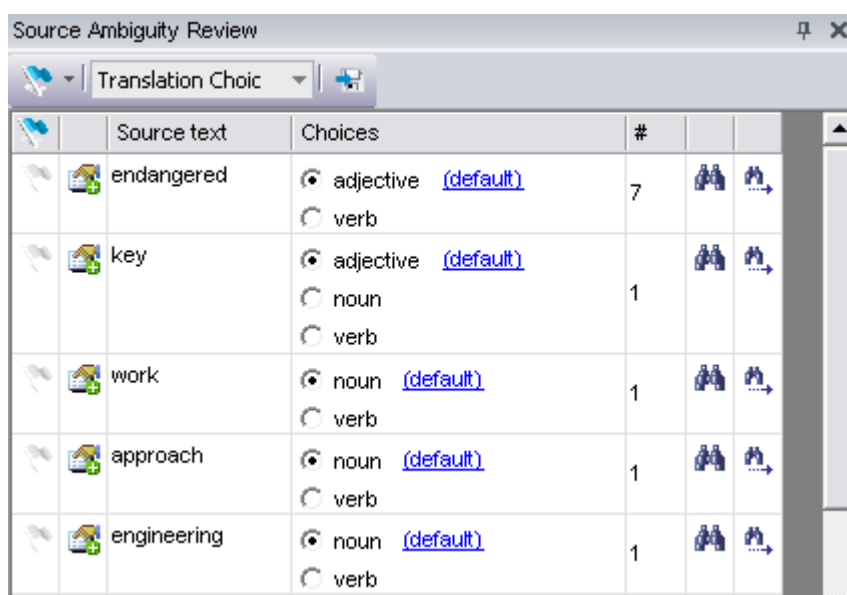 Source Ambiguity Review
Translation Choic
Source text Choices #
endangered adjective (default) 7
verb
key adjective (default)
noun 1
verb
work noun (default) 1
verb
approach noun (default) 1
verb
engineering noun (default) 1
verb